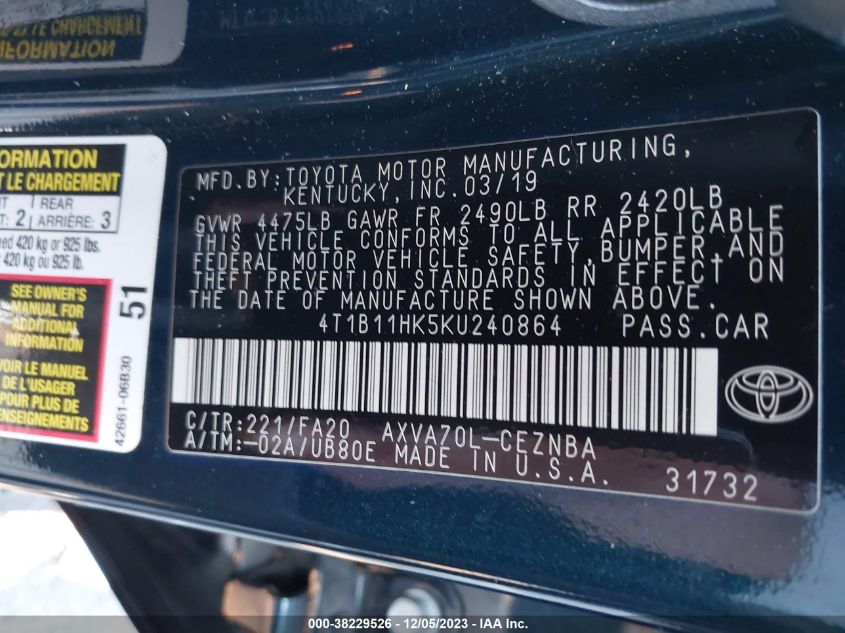 RMATION
T LE CHARGEMENT
REAR
2 ARRIÈRE: 3
ed 420 kg or 925 lbs.
420 kg ou 925 lb.
SEE OWNER'S
MANUAL FOR
ADDITIONAL
VOIR LE MANUEL
DE L'USAGER
POUR PLUS DE
RENSEIGNEMENTS
51
42661-06B30
MFD.BY:TOYOTA MOTOR MANUFACTURING,
KENTUCKY,INC.03/19
GVWR 4475LB GAWR FR 2490LB RR 2420LB
THIS VEHICLE CONFORMS TO ALL APPLICABLE
FEDERAL MOTOR VEHICLE SAFETY,BUMPER,AND
THEFT PREVENTION STANDARDS IN EFFECT ON
THE DATE OF MANUFACTURE SHOWN ABOVE.
4T1B11HK5KU240864 PASS.CAR
C/TR:221/FA20 AXVA70L-CEZNBA
A/TM:-02A/UB80E MADE IN U.S.A.
31732
000-38229526 - 12/05/2023 - IAA Inc.